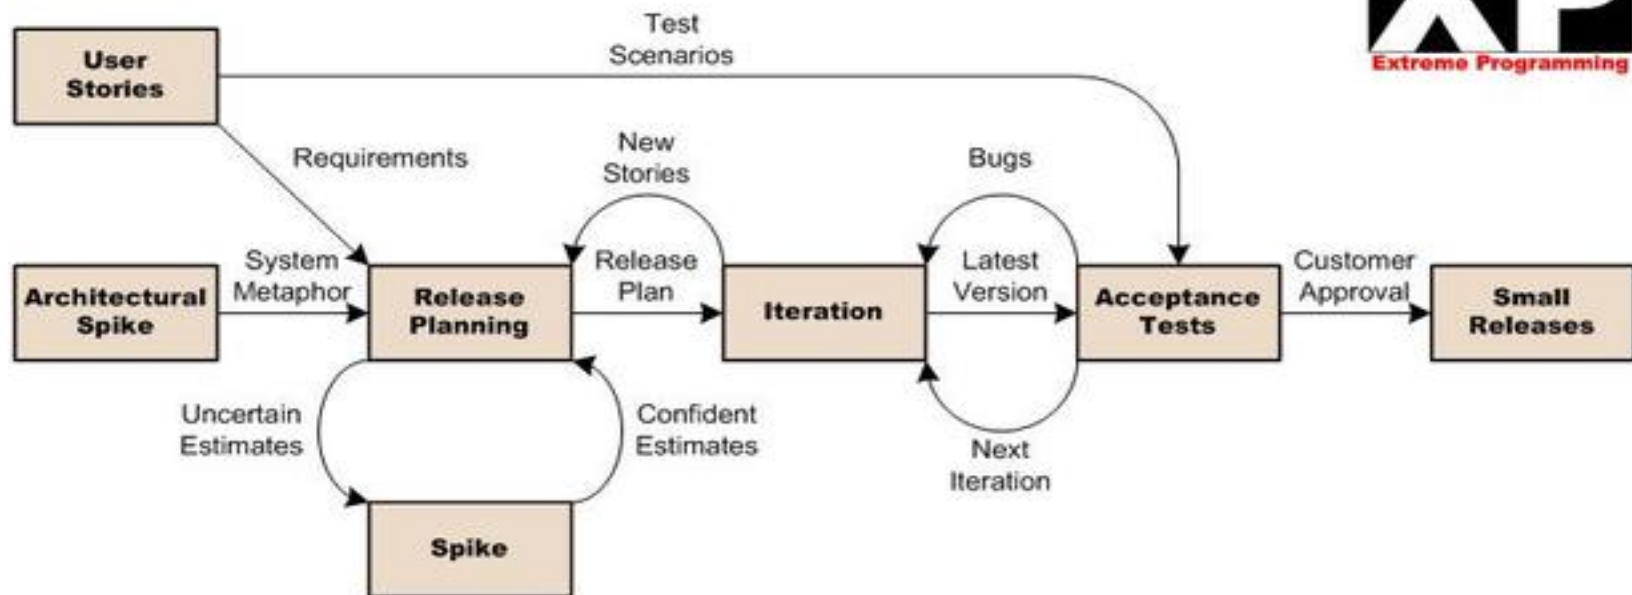 Test
Scenarios
XP
Extreme Programming
User
Stories
Requirements
New
Stories
Bugs
System
Metaphor
Release
Plan
Latest
Version
Customer
Approval
Architectural
Spike
Release
Planning
Iteration
Acceptance
Tests
Small
Releases
Uncertain
Estimates
Confident
Estimates
Next
Iteration
Spike